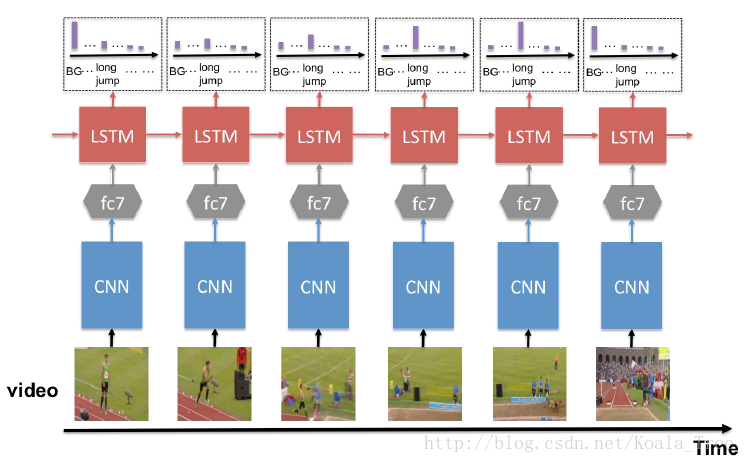 BG ... long jump ... ...
BG ... long jump ... ...
BG ... long jump ... ...
BG ... long jump ... ...
BG ... long jump ... ...
BG ... long jump ... ...
LSTM LSTM LSTM LSTM LSTM LSTM
fc7 fc7 fc7 fc7 fc7 fc7
CNN CNN CNN CNN CNN CNN
video
http://blog.csdn.net/Koala_Tree
Time